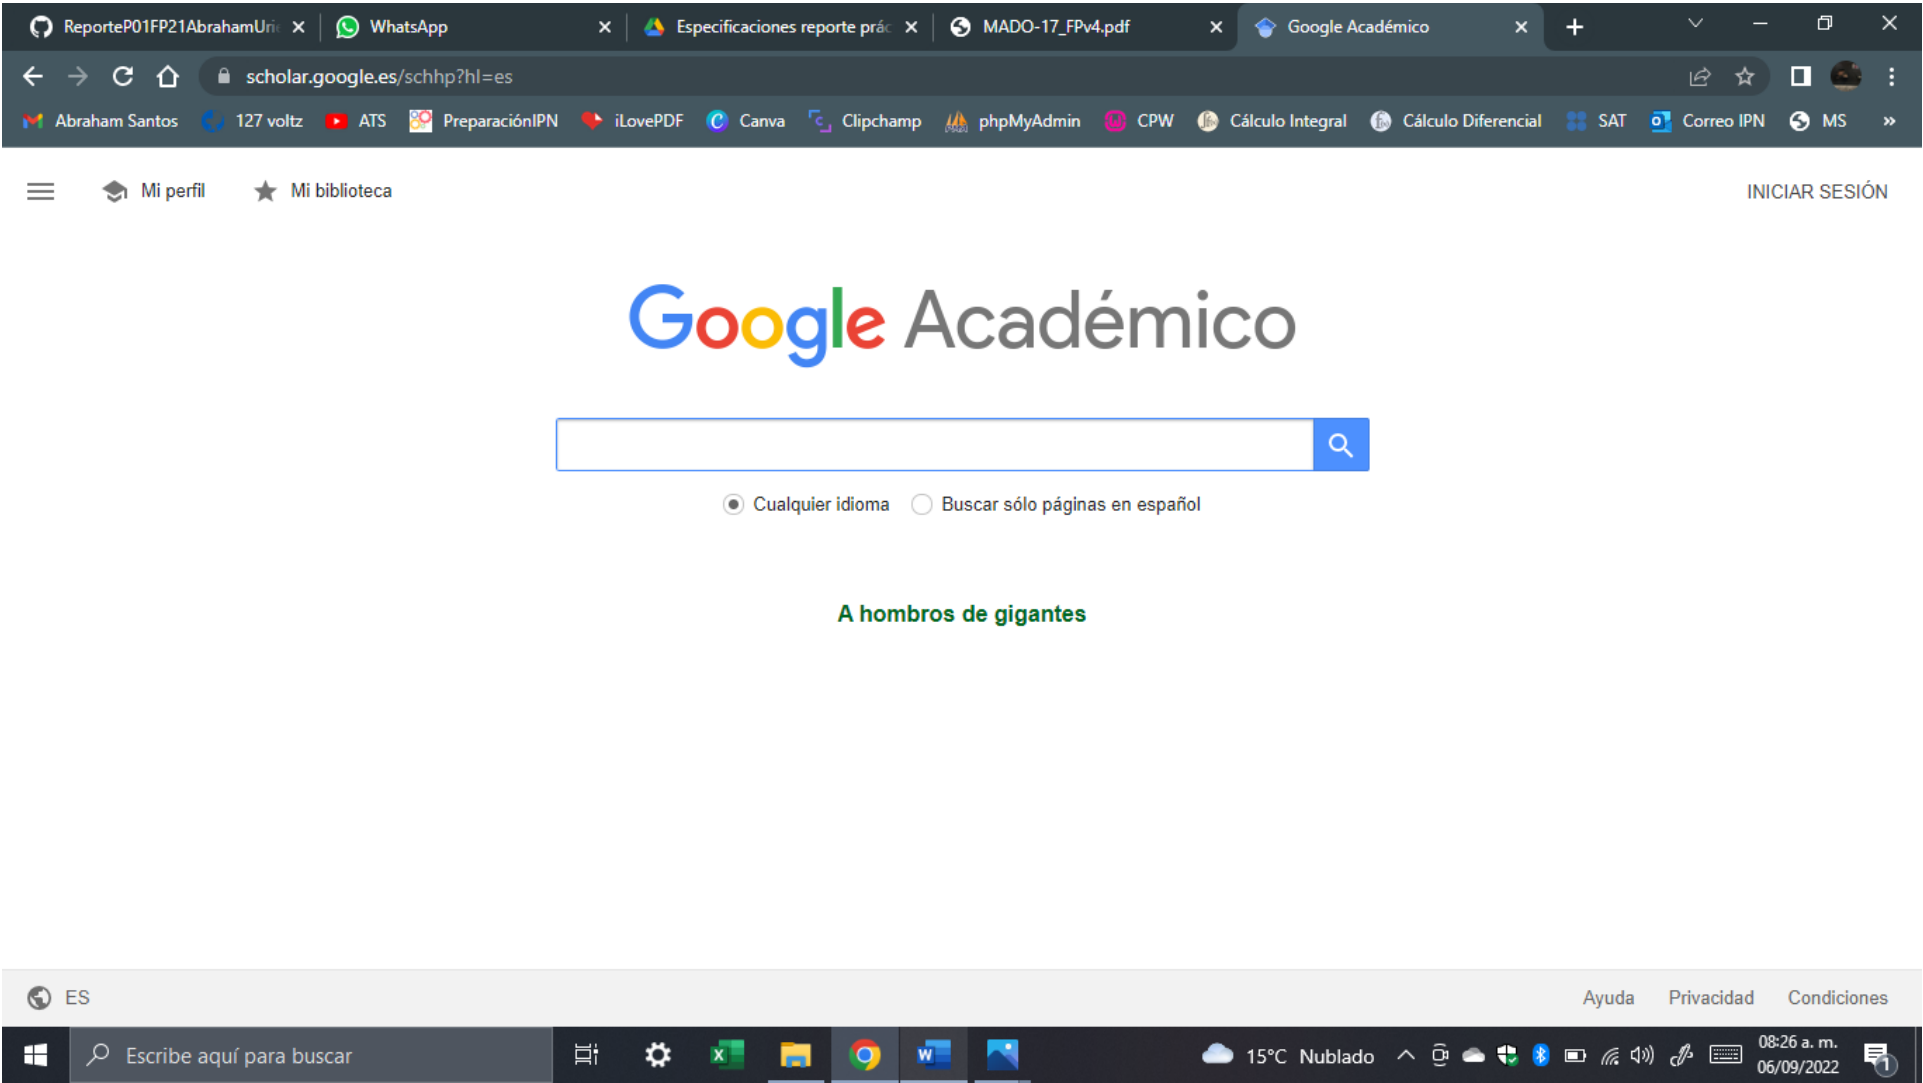 ReporteP01FP21AbrahamUrie WhatsApp Especificaciones reporte prác MADO-17_FPv4.pdf Google Académico
scholar.google.es/schhp?hl=es
Abraham Santos 127 voltz ATS PreparaciónIPN iLovePDF Canva Clipchamp phpMyAdmin CPW Cálculo Integral Cálculo Diferencial SAT Correo IPN MS »
Mi perfil Mi biblioteca INICIAR SESIÓN
Google Académico
Cualquier idioma Buscar sólo páginas en español
A hombros de gigantes
ES Ayuda Privacidad Condiciones
Escribe aquí para buscar 15°C Nublado 08:26 a. m.
06/09/2022 1